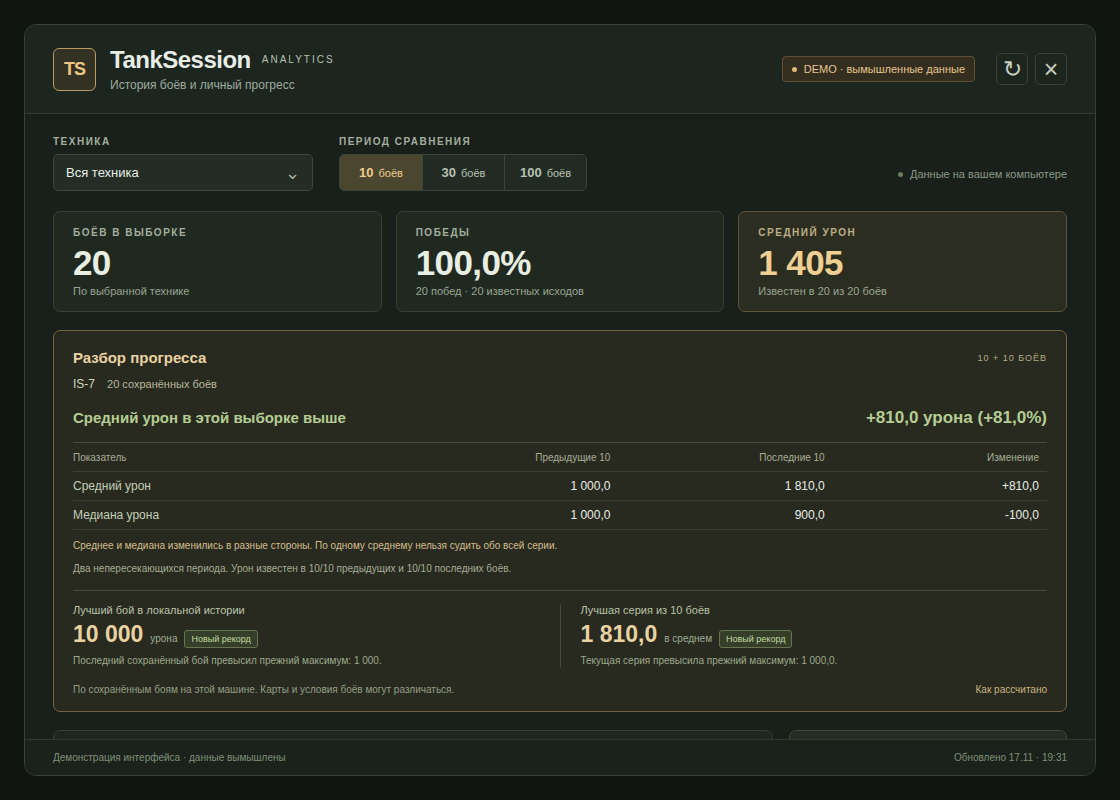 TS
TankSession ANALYTICS
История боёв и личный прогресс
DEMO · вымышленные данные
ТЕХНИКА
ПЕРИОД СРАВНЕНИЯ
Вся техника
10 боёв 30 боёв 100 боёв
Данные на вашем компьютере
БОЁВ В ВЫБОРКЕ
20
По выбранной технике
ПОБЕДЫ
100,0%
20 побед · 20 известных исходов
СРЕДНИЙ УРОН
1 405
Известен в 20 из 20 боёв
Разбор прогресса
10 + 10 БОЁВ
IS-7 20 сохранённых боёв
Средний урон в этой выборке выше +810,0 урона (+81,0%)
Показатель Предыдущие 10 Последние 10 Изменение
Средний урон 1 000,0 1 810,0 +810,0
Медиана урона 1 000,0 900,0 -100,0
Среднее и медиана изменились в разные стороны. По одному среднему нельзя судить обо всей серии.
Два непересекающихся периода. Урон известен в 10/10 предыдущих и 10/10 последних боёв.
Лучший бой в локальной истории
10 000 урона Новый рекорд
Последний сохранённый бой превысил прежний максимум: 1 000.
Лучшая серия из 10 боёв
1 810,0 в среднем Новый рекорд
Текущая серия превысила прежний максимум: 1 000,0.
По сохранённым боям на этой машине. Карты и условия боёв могут различаться.
Как рассчитано
Демонстрация интерфейса · данные вымышлены
Обновлено 17.11 · 19:31